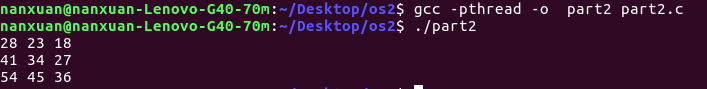 nanxuan@nanxuan-Lenovo-G40-70m:~/Desktop/os2$ gcc -pthread -o  part2 part2.c
nanxuan@nanxuan-Lenovo-G40-70m:~/Desktop/os2$ ./part2
28 23 18
41 34 27
54 45 36